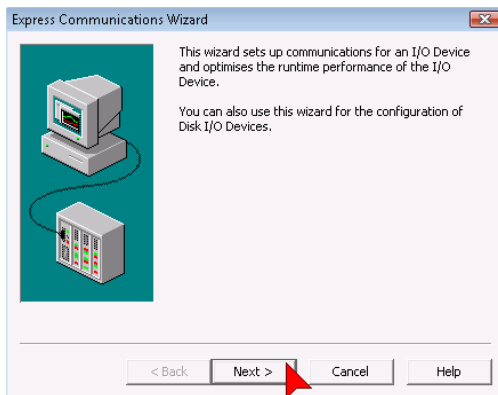 Express Communications Wizard
This wizard sets up communications for an I/O Device
and optimises the runtime performance of the I/O
Device.
You can also use this wizard for the configuration of
Disk I/O Devices.
< Back Next > Cancel Help